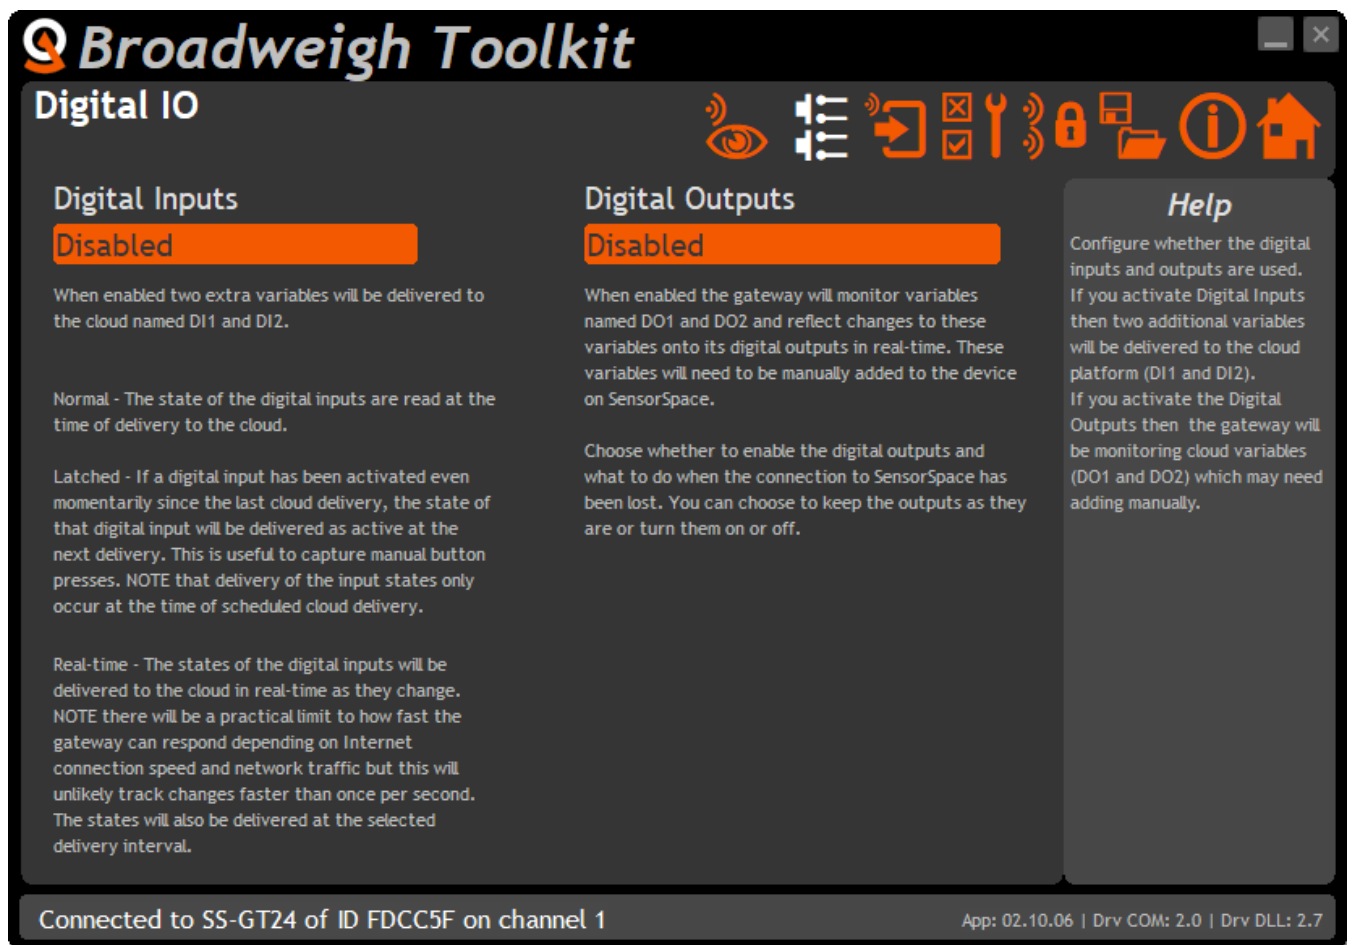 Broadweigh Toolkit
Digital IO
Digital Inputs
Disabled
When enabled two extra variables will be delivered to
the cloud named DI1 and DI2.
Normal - The state of the digital inputs are read at the
time of delivery to the cloud.
Latched - If a digital input has been activated even
momentarily since the last cloud delivery, the state of
that digital input will be delivered as active at the
next delivery. This is useful to capture manual button
presses. NOTE that delivery of the input states only
occur at the time of scheduled cloud delivery.
Real-time - The states of the digital inputs will be
delivered to the cloud in real-time as they change.
NOTE there will be a practical limit to how fast the
gateway can respond depending on Internet
connection speed and network traffic but this will
unlikely track changes faster than once per second.
The states will also be delivered at the selected
delivery interval.
Digital Outputs
Disabled
When enabled the gateway will monitor variables
named DO1 and DO2 and reflect changes to these
variables onto its digital outputs in real-time. These
variables will need to be manually added to the device
on SensorSpace.
Choose whether to enable the digital outputs and
what to do when the connection to SensorSpace has
been lost. You can choose to keep the outputs as they
are or turn them on or off.
Help
Configure whether the digital
inputs and outputs are used.
If you activate Digital Inputs
then two additional variables
will be delivered to the cloud
platform (DI1 and DI2).
If you activate the Digital
Outputs then  the gateway will
be monitoring cloud variables
(DO1 and DO2) which may need
adding manually.
Connected to SS-GT24 of ID FDCC5F on channel 1
App: 02.10.06 | Drv COM: 2.0 | Drv DLL: 2.7